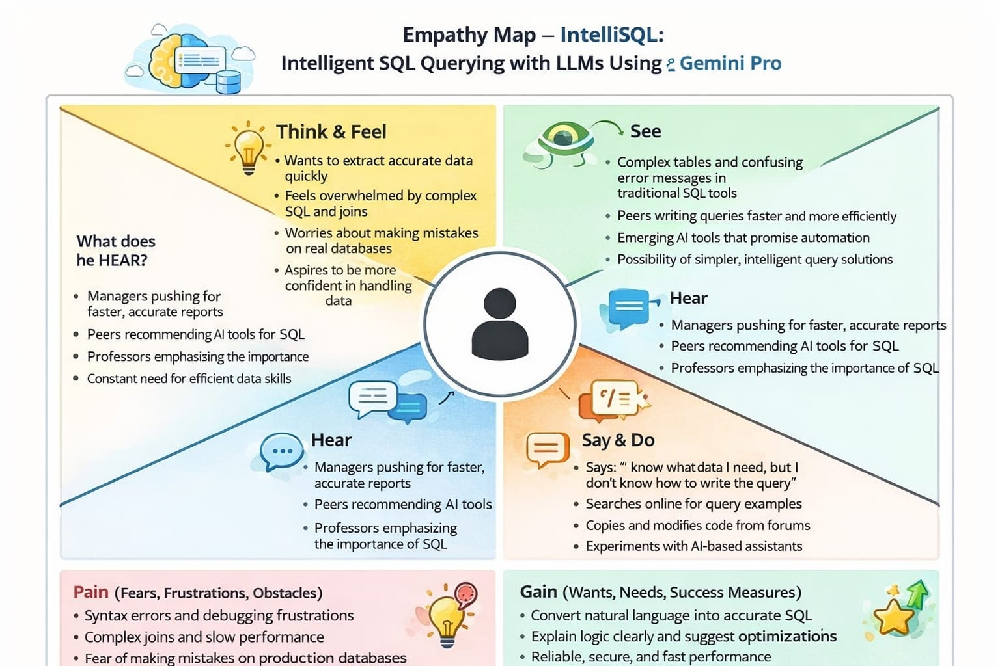 Empathy Map – IntelliSQL:
Intelligent SQL Querying with LLMs Using Gemini Pro
Think & Feel
• Wants to extract accurate data
quickly
• Feels overwhelmed by complex
SQL and joins
• Worries about making mistakes
on real databases
• Aspires to be more
confident in handling
data
See
• Complex tables and confusing
error messages in
traditional SQL tools
• Peers writing queries faster and more efficiently
• Emerging AI tools that promise automation
• Possibility of simpler, intelligent query solutions
What does
he HEAR?
• Managers pushing for
faster, accurate reports
• Peers recommending AI tools for SQL
• Professors emphasising the importance
• Constant need for efficient data skills
Hear
• Managers pushing for faster, accurate reports
• Peers recommending AI tools for SQL
• Professors emphasizing the importance of SQL
Hear
• Managers pushing for faster,
accurate reports
• Peers recommending AI tools
• Professors emphasizing
the importance of SQL
Say & Do
• Says: "' know what data I need, but I
don't know how to write the query"
• Searches online for query examples
• Copies and modifies code from forums
• Experiments with AI-based assistants
Pain (Fears, Frustrations, Obstacles)
• Syntax errors and debugging frustrations
• Complex joins and slow performance
• Fear of making mistakes on production databases
Gain (Wants, Needs, Success Measures)
• Convert natural language into accurate SQL
• Explain logic clearly and suggest optimizations
• Reliable, secure, and fast performance